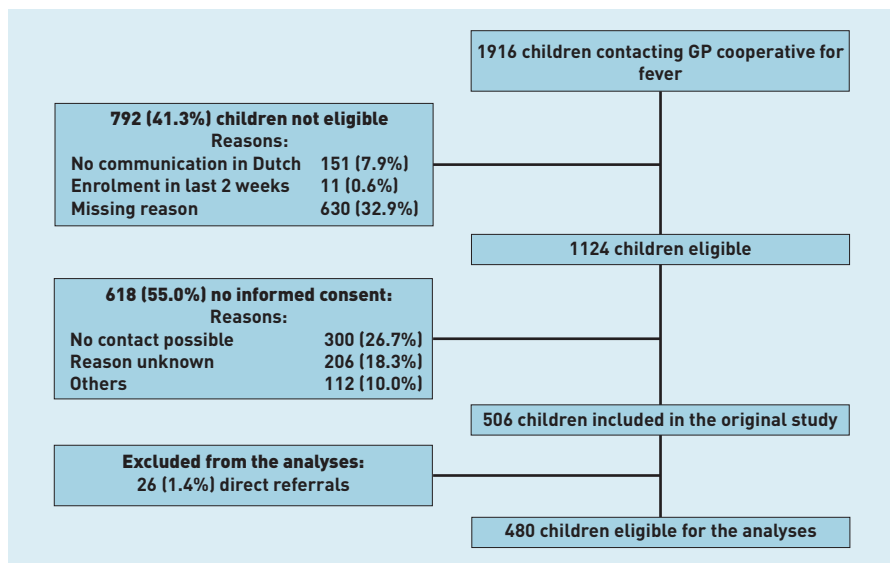 1916 children contacting GP cooperative for
fever
792 (41.3%) children not eligible
Reasons:
No communication in Dutch 151 (7.9%)
Enrolment in last 2 weeks 11 (0.6%)
Missing reason 630 (32.9%)
1124 children eligible
618 (55.0%) no informed consent:
Reasons:
No contact possible 300 (26.7%)
Reason unknown 206 (18.3%)
Others 112 (10.0%)
506 children included in the original study
Excluded from the analyses:
26 (1.4%) direct referrals
480 children eligible for the analyses